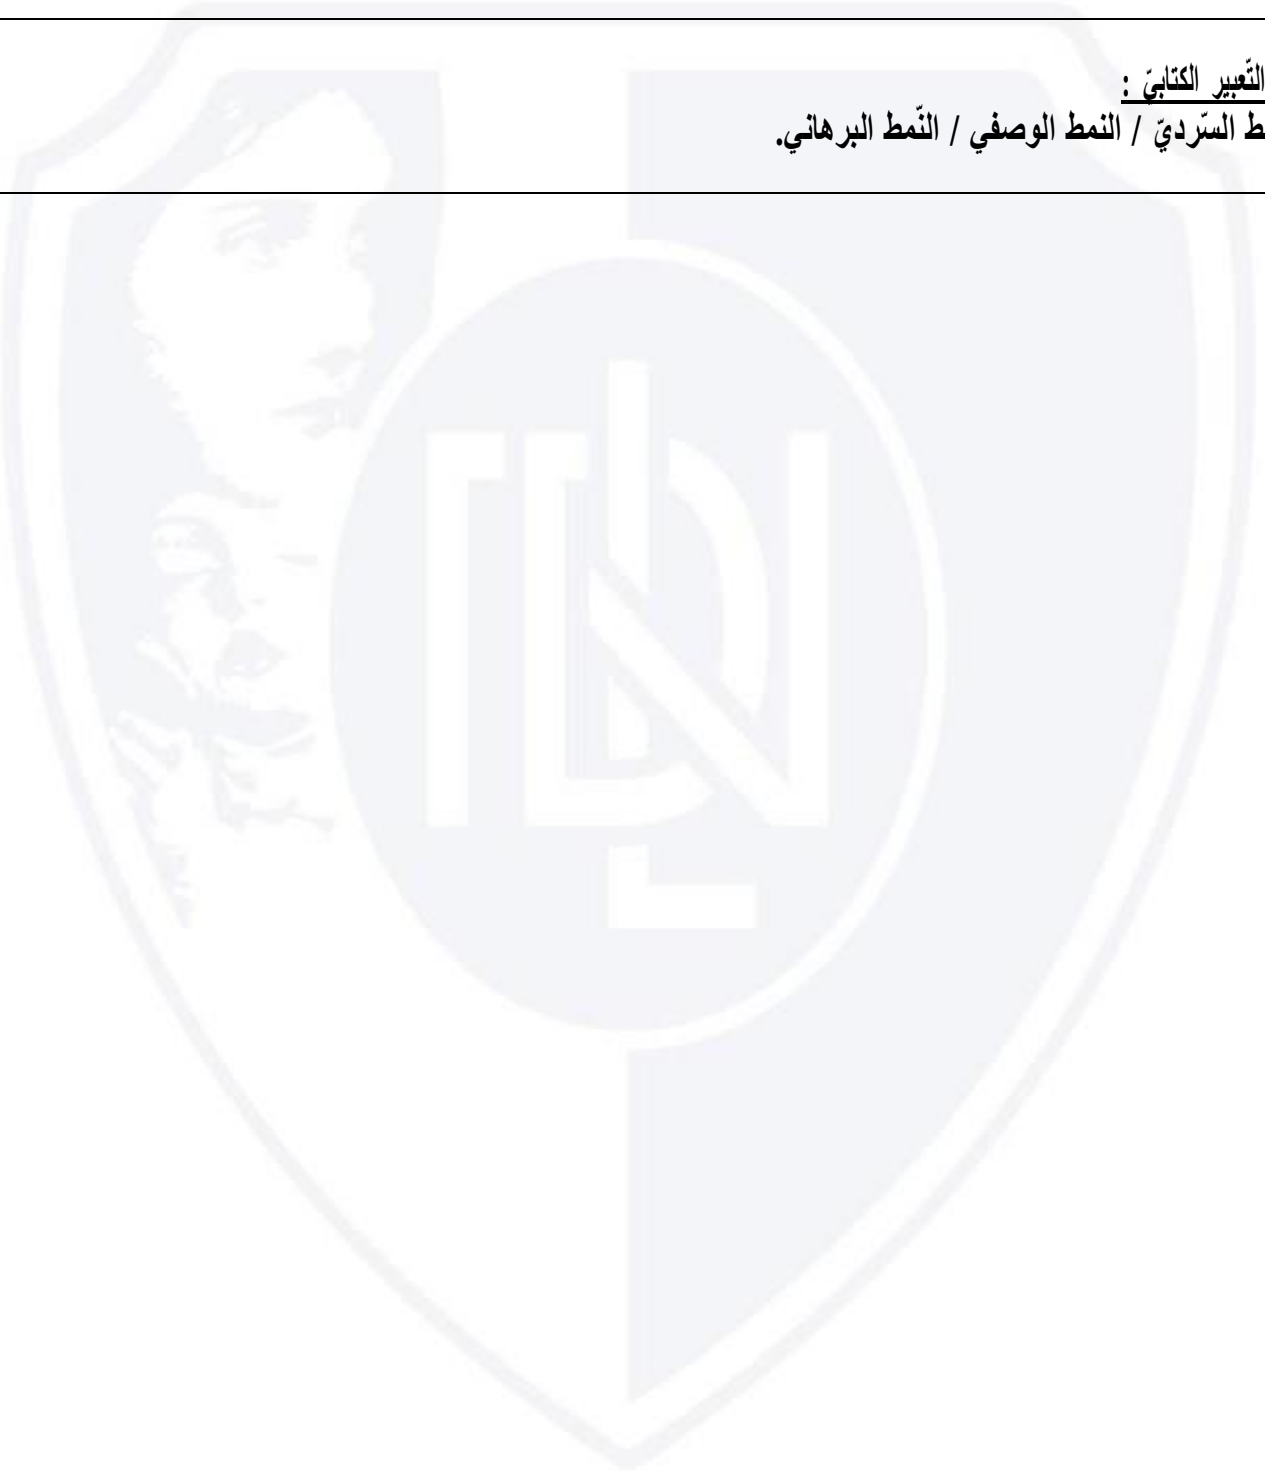 التّعبير الكتابيّ :
ط السّرديّ / النمط الوصفي / النّمط البرهاني.